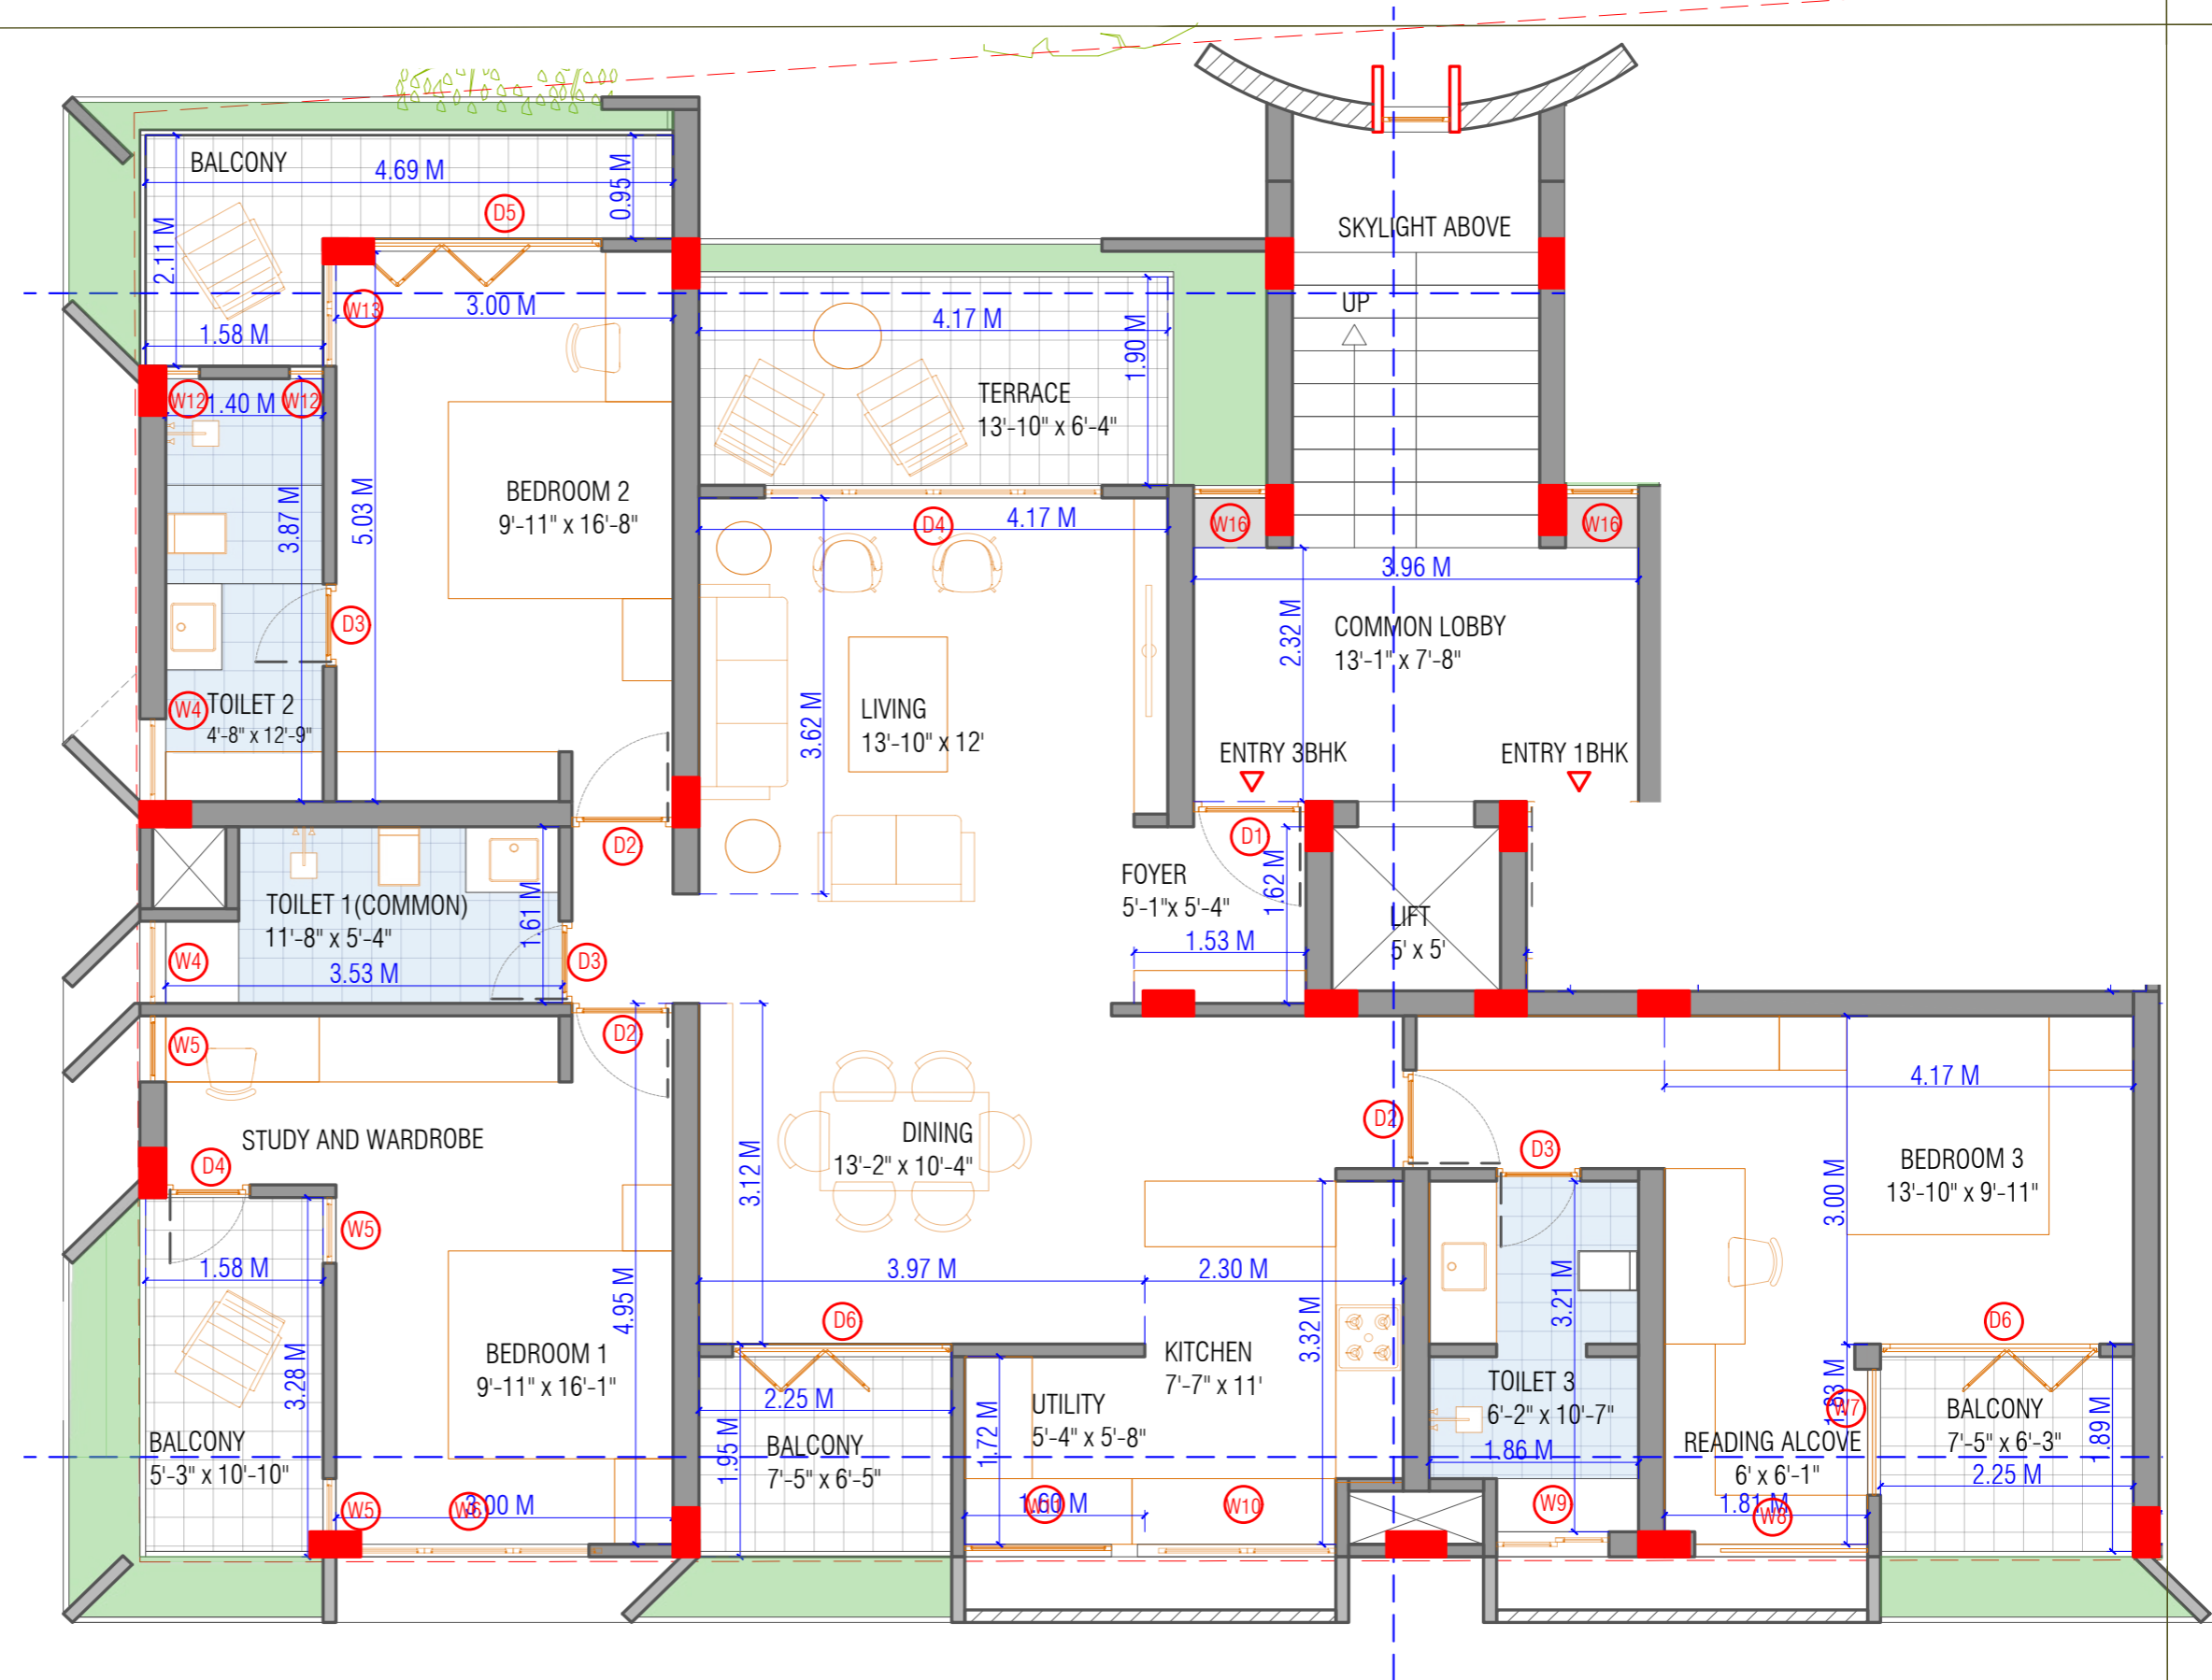 BALCONY
4.69 M
0.95 M
D5
2.11 M
SKYLIGHT ABOVE
W13
3.00 M
1.58 M
UP
4.17 M
1.90 M
W12
1.40 M
W12
TERRACE
13'-10" x 6'-4"
BEDROOM 2
9'-11" x 16'-8"
3.87 M
5.03 M
D4
4.17 M
W16
W16
3.96 M
D3
2.32 M
COMMON LOBBY
13'-1" x 7'-8"
W4
TOILET 2
4'-8" x 12'-9"
3.62 M
LIVING
13'-10" x 12'
ENTRY 3BHK
ENTRY 1BHK
D2
D1
1.62 M
FOYER
5'-1"x 5'-4"
TOILET 1(COMMON)
11'-8" x 5'-4"
1.61 M
LIFT
5' x 5'
1.53 M
W4
3.53 M
D3
W5
D2
4.17 M
STUDY AND WARDROBE
D4
DINING
13'-2" x 10'-4"
3.12 M
D2
D3
BEDROOM 3
13'-10" x 9'-11"
3.00 M
W5
1.58 M
3.97 M
2.30 M
4.95 M
3.21 M
D6
3.32 M
D6
BEDROOM 1
9'-11" x 16'-1"
3.28 M
KITCHEN
7'-7" x 11'
2.25 M
UTILITY
5'-4" x 5'-8"
1.72 M
TOILET 3
6'-2" x 10'-7"
1.83 M
W7
BALCONY
7'-5" x 6'-3"
1.89 M
BALCONY
5'-3" x 10'-10"
1.95 M
BALCONY
7'-5" x 6'-5"
1.86 M
READING ALCOVE
6' x 6'-1"
2.25 M
W5
W6
3.00 M
W11
1.60 M
W10
W9
1.81 M
W8